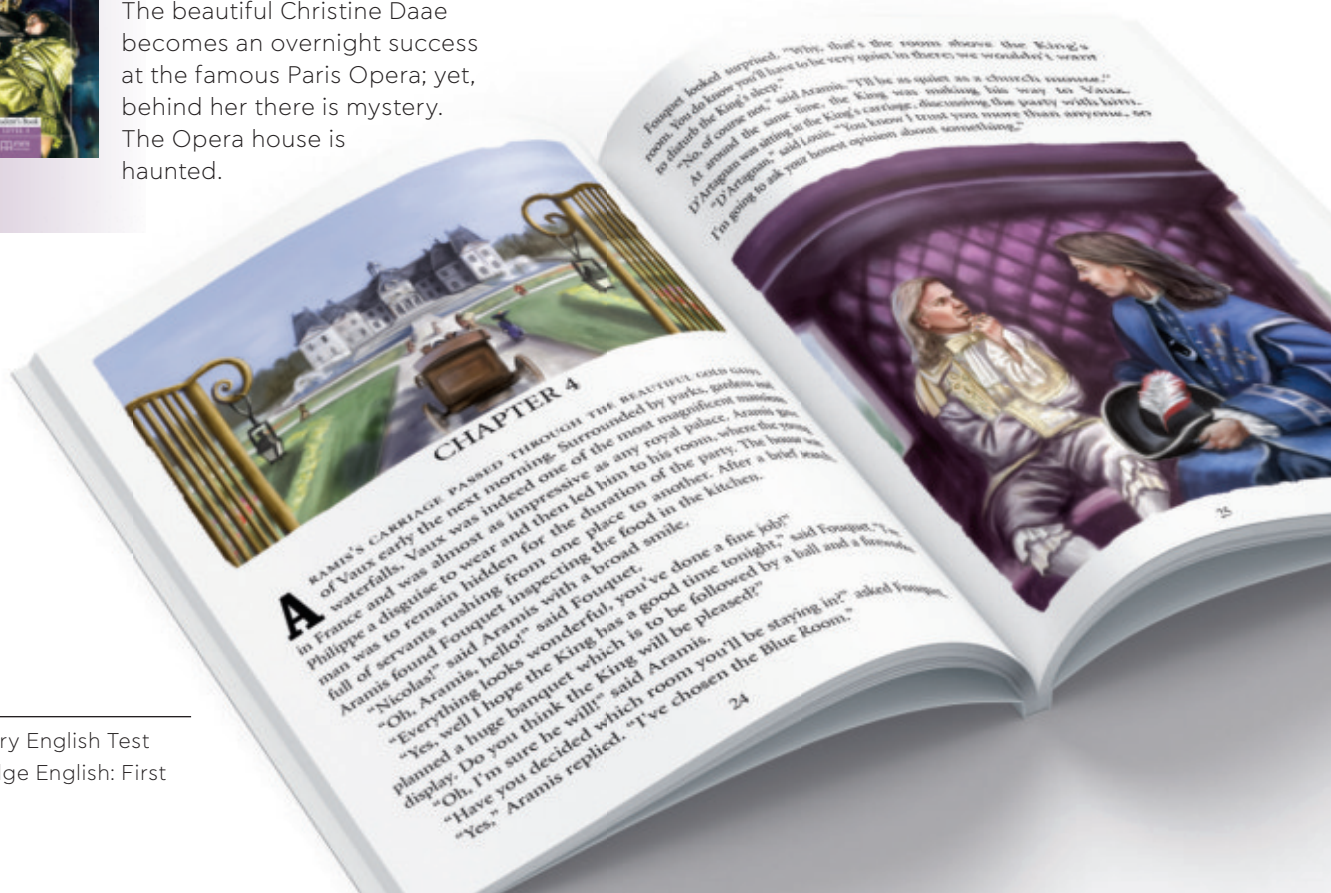 The beautiful Christine Daae
becomes an overnight success
at the famous Paris Opera; yet,
behind her there is mystery.
The Opera house is
haunted.
LEVEL
CHAPTER 4
ARAMIS'S CARRIAGE PASSED THROUGH THE BEAUTIFUL GOLD GATES
of Vaux early the next morning. Surrounded by parks, gardens and
waterfalls, Vaux was indeed one of the most magnificent mansions
in France and was almost as impressive as any royal palace. Aramis gave
Philippe a disguise to wear and then led him to his room, where the young
man was to remain hidden for the duration of the party. The house was
full of servants rushing from one place to another. After a brief search,
Aramis found Fouquet inspecting the food in the kitchen.
"Nicolas!" said Aramis with a broad smile.
"Oh, Aramis, hello!" said Fouquet.
"Everything looks wonderful, you've done a fine job!"
"Yes, well I hope the King has a good time tonight," said Fouquet. "I've
planned a huge banquet which is to be followed by a ball and a fireworks
display. Do you think the King will be pleased?"
"Oh, I'm sure he will!" said Aramis.
"Have you decided which room you'll be staying in?" asked Fouquet.
"Yes," Aramis replied. "I've chosen the Blue Room."
24
Fouquet looked surprised. "Why, that's the room above the King's
room. You do know you'll have to be very quiet in there; we wouldn't want
to disturb the King's sleep."
"No, of course not," said Aramis. "I'll be as quiet as a church mouse."
At around the same time, the King was making his way to Vaux.
D'Artagnan was sitting in the King's carriage, discussing the party with him.
"D'Artagnan," said Louis. "You know I trust you more than anyone, so
I'm going to ask your honest opinion about something."
25
ry English Test
dge English: First